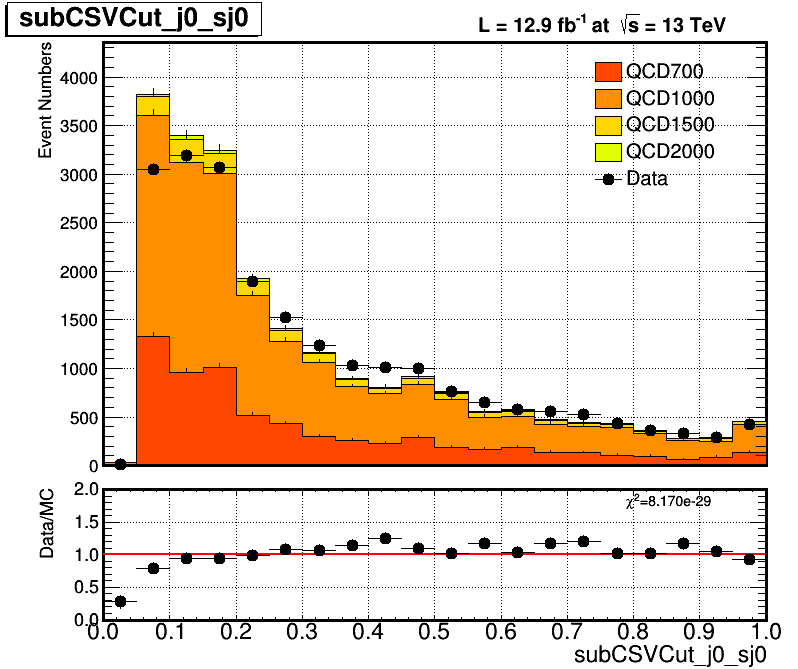 subCSVCut_j0_sj0
L = 12.9 fb⁻¹ at √s = 13 TeV
Event Numbers
4000
3500
3000
2500
2000
1500
1000
500
0
QCD700
QCD1000
QCD1500
QCD2000
Data
Data/MC
2.0
1.5
1.0
0.5
0.0
χ²=8.170e-29
0.0 0.1 0.2 0.3 0.4 0.5 0.6 0.7 0.8 0.9 1.0
subCSVCut_j0_sj0